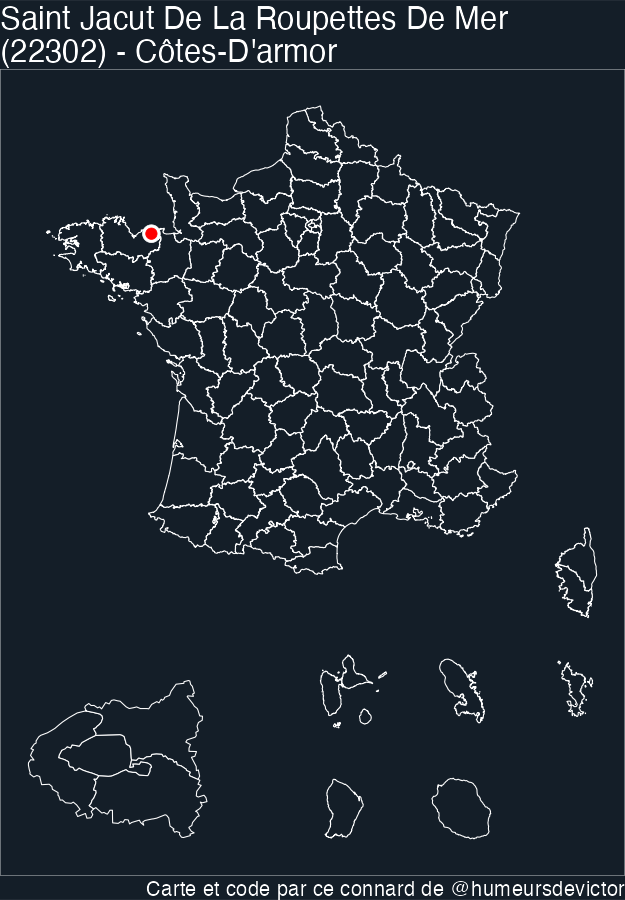 Saint Jacut De La Roupettes De Mer
(22302) - Côtes-D'armor
Carte et code par ce connard de @humeursdevictor